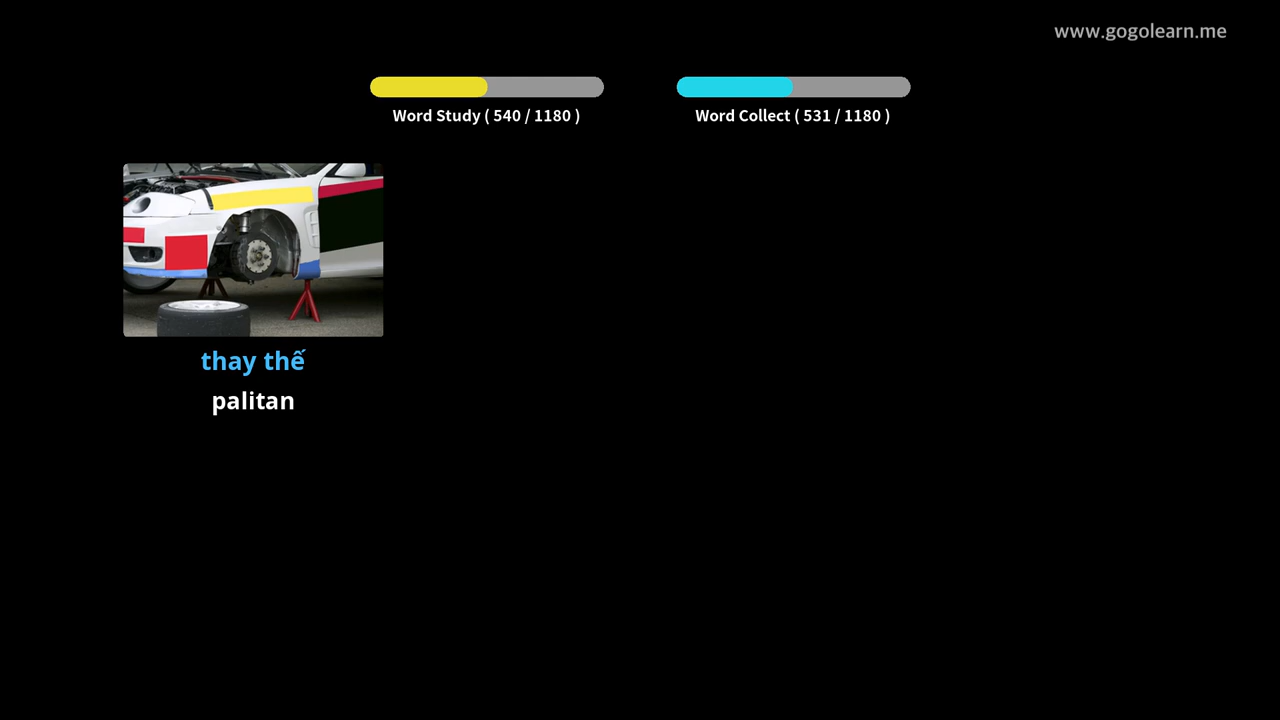 www.gogolearn.me
Word Study ( 540 / 1180 )
Word Collect ( 531 / 1180 )
thay thế
palitan